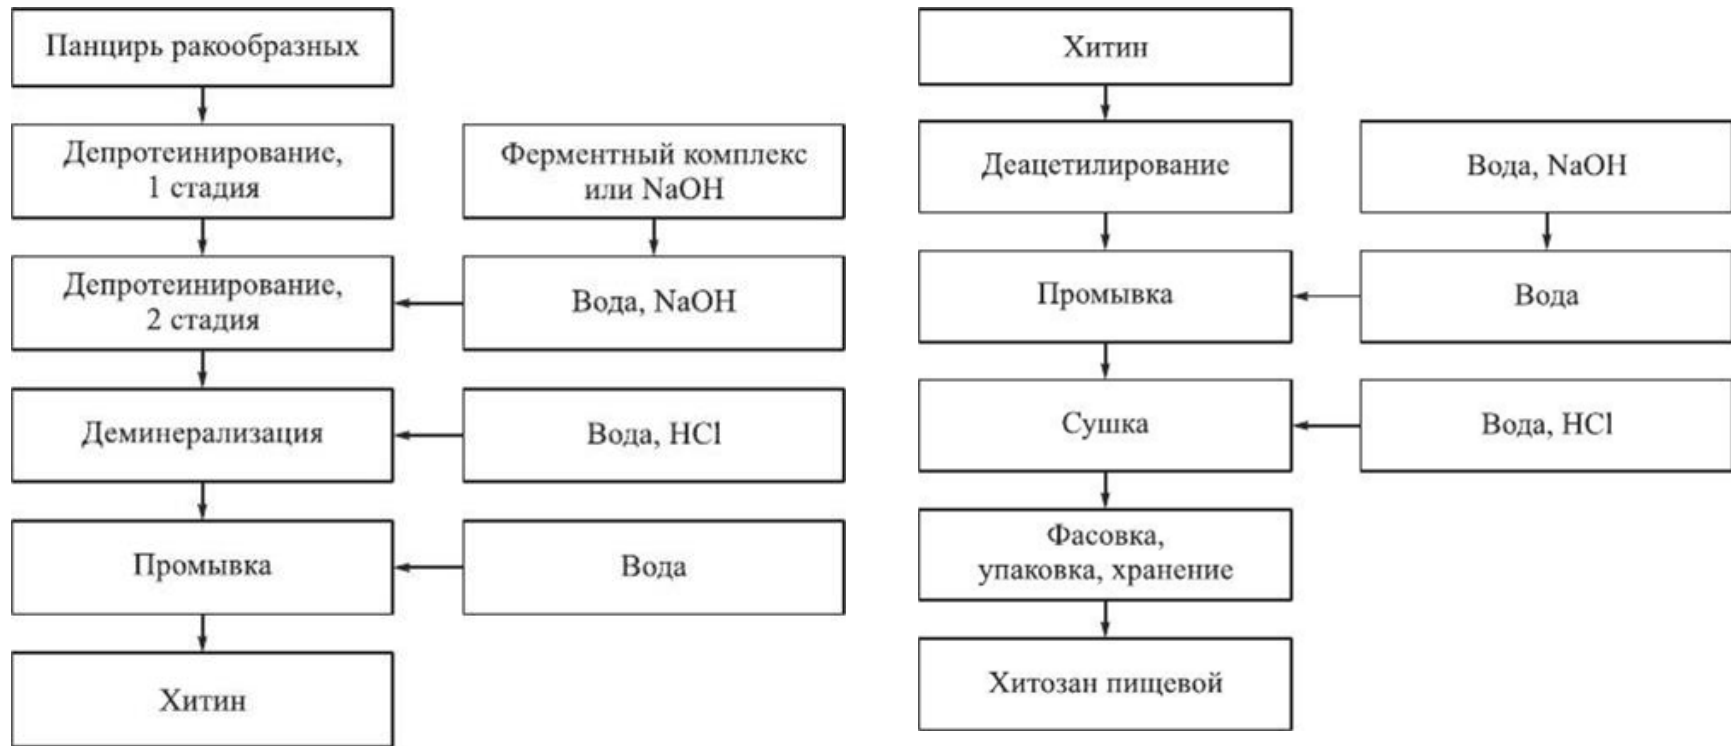 Панцирь ракообразных
Депротеинирование,
1 стадия
Ферментный комплекс
или NaOH
Депротеинирование,
2 стадия
Вода, NaOH
Деминерализация
Вода, HCl
Промывка
Вода
Хитин
Хитин
Деацетилирование
Вода, NaOH
Промывка
Вода
Сушка
Вода, HCl
Фасовка,
упаковка, хранение
Хитозан пищевой